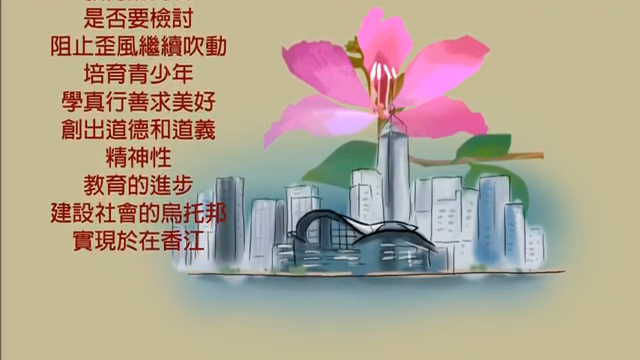 是否要檢討
阻止歪風繼續吹動
培育青少年
學真行善求美好
創出道德和道義
精神性
教育的進步
建設社會的烏托邦
實現於在香江